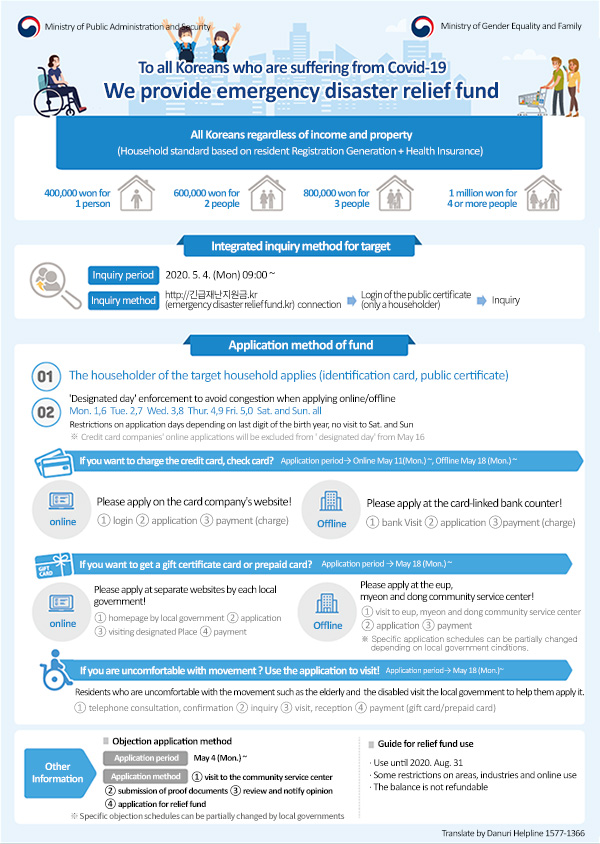 Ministry of Public Administration and Security
Ministry of Gender Equality and Family
To all Koreans who are suffering from Covid-19
We provide emergency disaster relief fund
All Koreans regardless of income and property
(Household standard based on resident Registration Generation + Health Insurance)
400,000 won for
1 person
600,000 won for
2 people
800,000 won for
3 people
1 million won for
4 or more people
Integrated inquiry method for target
Inquiry period
2020. 5. 4. (Mon) 09:00 ~
Inquiry method
http://긴급재난지원금.kr
(emergency disaster relief fund.kr) connection
Login of the public certificate
(only a householder)
Inquiry
Application method of fund
01
The householder of the target household applies (identification card, public certificate)
02
'Designated day' enforcement to avoid congestion when applying online/offline
Mon. 1,6 Tue. 2,7 Wed. 3,8 Thur. 4,9 Fri. 5,0 Sat. and Sun. all
Restrictions on application days depending on last digit of the birth year, no visit to Sat. and Sun
※ Credit card companies' online applications will be excluded from ' designated day' from May 16
If you want to charge the credit card, check card? Application period→ Online May 11(Mon.) ~, Offline May 18 (Mon.) ~
online
Please apply on the card company's website!
① login ② application ③ payment (charge)
Offline
Please apply at the card-linked bank counter!
① bank Visit ② application ③payment (charge)
GIFT
CARD
If you want to get a gift certificate card or prepaid card? Application period → May 18(Mon.) ~
online
Please apply at separate websites by each local
government!
① homepage by local government ② application
③ visiting designated Place ④ payment
Offline
Please apply at the eup,
myeon and dong community service center!
① visit to eup, myeon and dong community service center
② application ③ payment
※ Specific application schedules can be partially changed
depending on local government cinditions.
If you are uncomfortable with movement ? Use the application to visit! Application period→ May 18(Mon.)~
Residents who are uncomfortable with the movement such as the elderly and the disabled visit the local government to help them apply it.
① telephone consultation, confirmation ② inquiry ③ visit, reception ④ payment (gift card/prepaid card)
Other
Information
Objection application method
Application period
May 4 (Mon.) ~
Application method
① visit to the community service center
② submission of proof documents ③ review and notify opinion
④ application for relief fund
※ Specific objection schedules can be partially changed by local governments
Guide for relief fund use
· Use until 2020. Aug. 31
· Some restrictions on areas, industries and online use
· The balance is not refundable
Translate by Danuri Helpline 1577-1366